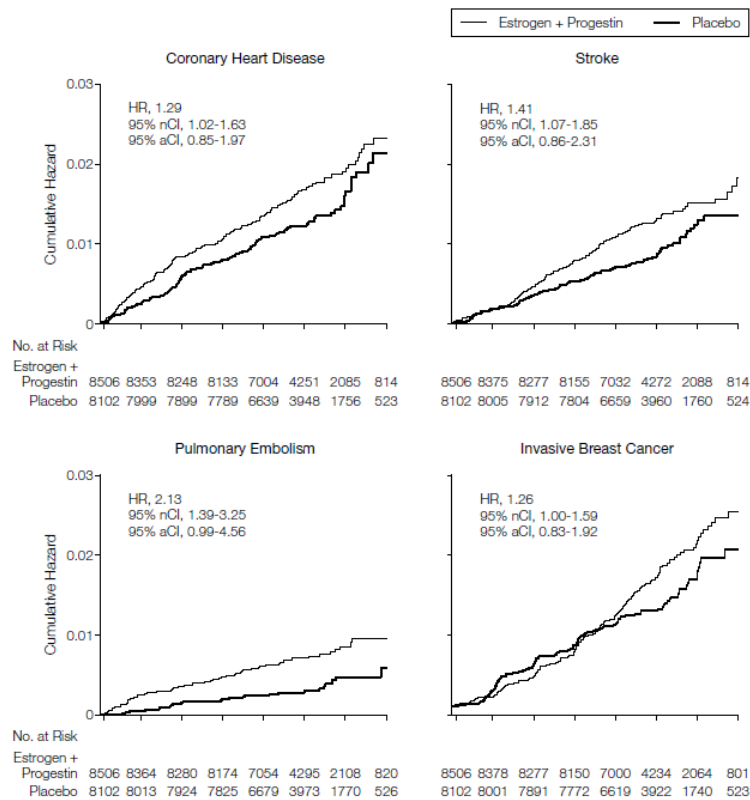 Estrogen + Progestin Placebo
Coronary Heart Disease
0.03
0.02
0.01
0
Cumulative Hazard
HR, 1.29
95% nCI, 1.02-1.63
95% aCI, 0.85-1.97
No. at Risk
Estrogen +
Progestin 8506 8353 8248 8133 7004 4251 2085 814
Placebo 8102 7999 7899 7789 6639 3948 1756 523
Stroke
HR, 1.41
95% nCI, 1.07-1.85
95% aCI, 0.86-2.31
8506 8375 8277 8155 7032 4272 2088 814
8102 8005 7912 7804 6659 3960 1760 524
Pulmonary Embolism
0.03
0.02
0.01
0
Cumulative Hazard
HR, 2.13
95% nCI, 1.39-3.25
95% aCI, 0.99-4.56
No. at Risk
Estrogen +
Progestin 8506 8364 8280 8174 7054 4295 2108 820
Placebo 8102 8013 7924 7825 6679 3973 1770 526
Invasive Breast Cancer
HR, 1.26
95% nCI, 1.00-1.59
95% aCI, 0.83-1.92
8506 8378 8277 8150 7000 4234 2064 801
8102 8001 7891 7772 6619 3922 1740 523